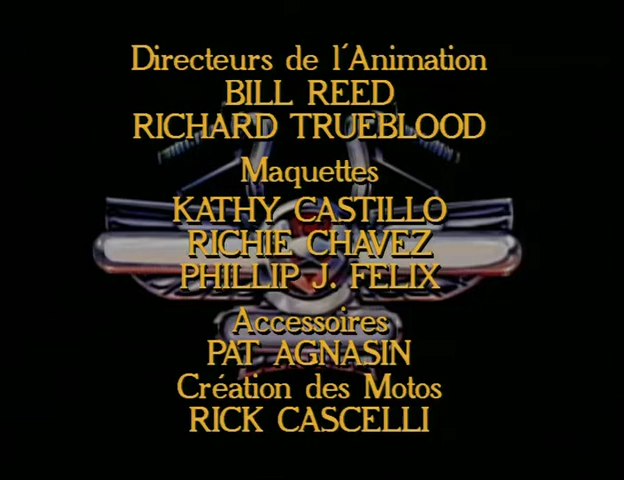 Directeurs de l'Animation
BILL REED
RICHARD TRUEBLOOD
Maquettes
KATHY CASTILLO
RICHIE CHAVEZ
PHILLIP J. FELIX
Accessoires
PAT AGNASIN
Création des Motos
RICK CASCELLI